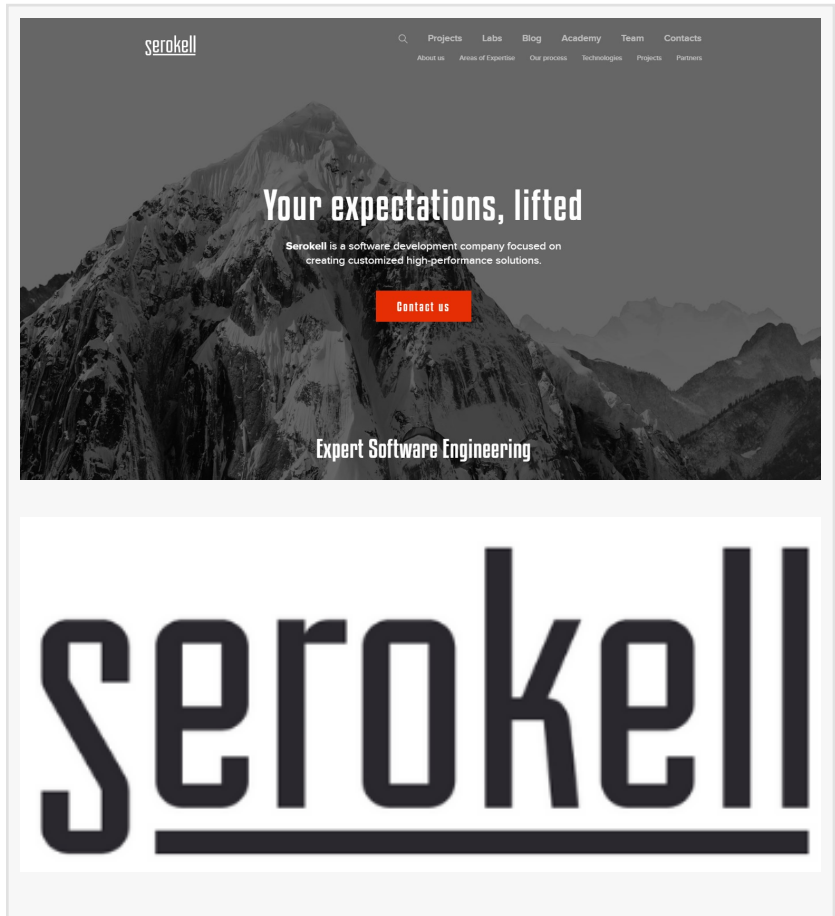 serokell
Projects Labs Blog Academy Team Contacts
About us Areas of Expertise Our process Technologies Projects Partners
Your expectations, lifted
Serokell is a software development company focused on
creating customized high-performance solutions.
Contact us
Expert Software Engineering
serokell